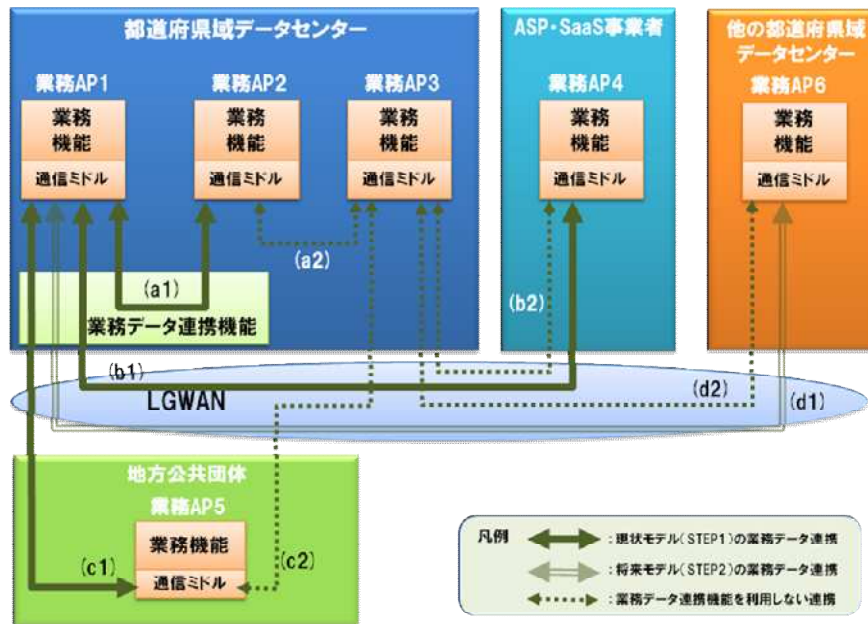 都道府県域データセンター
業務AP1
業務
機能
通信ミドル
業務AP2
業務
機能
通信ミドル
業務AP3
業務
機能
通信ミドル
(a1)
(a2)
業務データ連携機能
ASP・SaaS事業者
業務AP4
業務
機能
通信ミドル
(b2)
他の都道府県域
データセンター
業務AP6
業務
機能
通信ミドル
(b1)
LGWAN
(d2)
(d1)
地方公共団体
業務AP5
業務機能
通信ミドル
(c1)
(c2)
凡例
:現状モデル(STEP1)の業務データ連携
:将来モデル(STEP2)の業務データ連携
:業務データ連携機能を利用しない連携